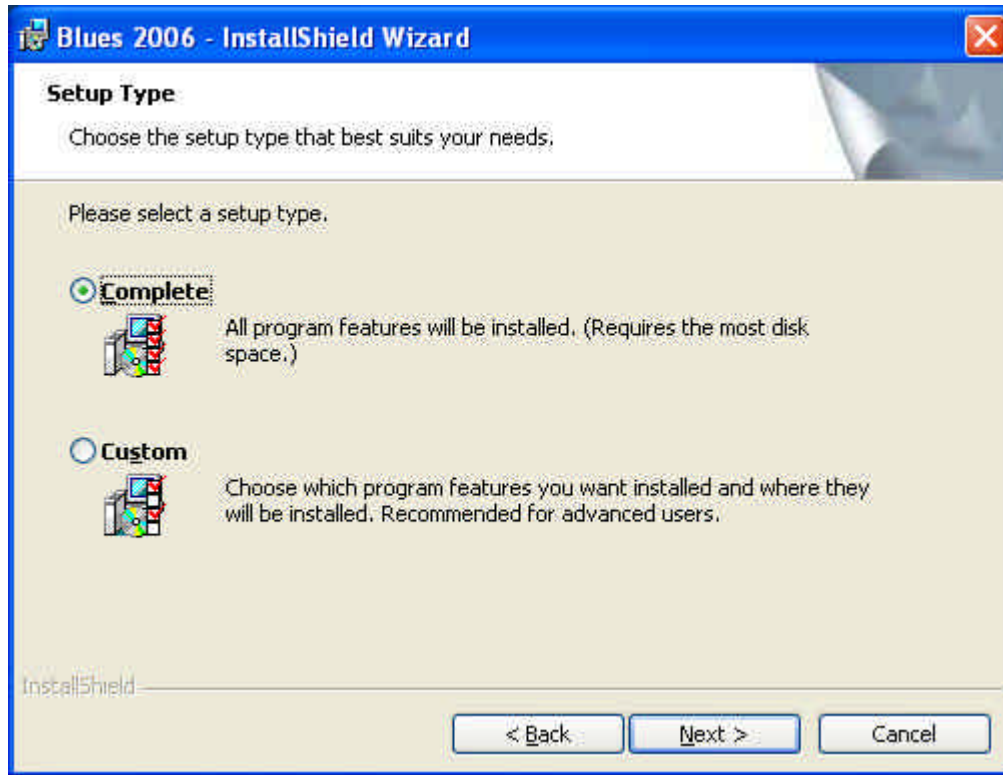 Blues 2006 - InstallShield Wizard
Setup Type
Choose the setup type that best suits your needs.
Please select a setup type.
Complete
All program features will be installed. (Requires the most disk
space.)
Custom
Choose which program features you want installed and where they
will be installed. Recommended for advanced users.
InstallShield
< Back
Next >
Cancel